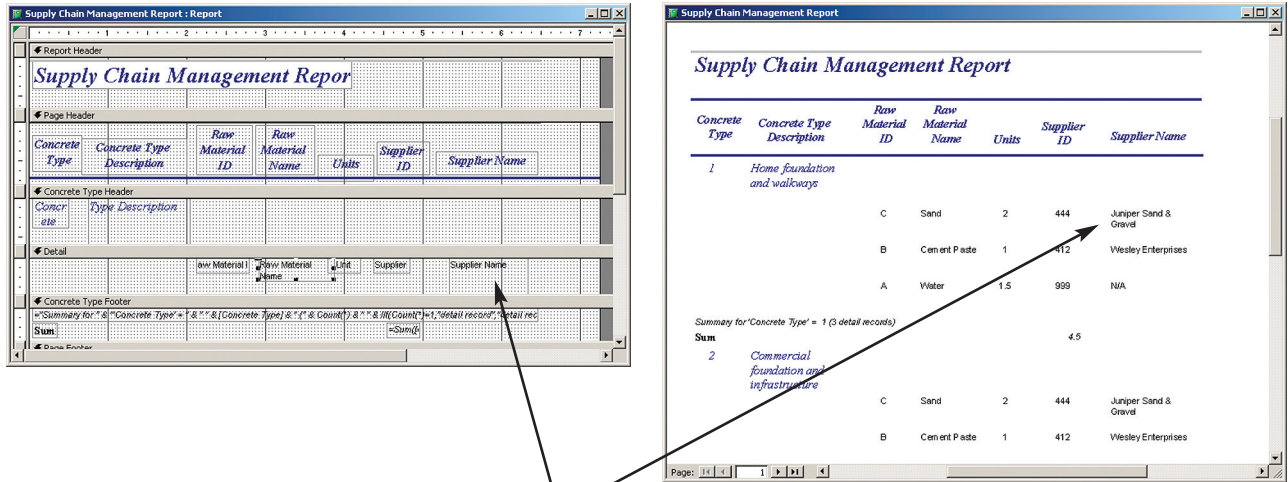 Supply Chain Management Report : Report
1 2 3 4 5 6 7
Report Header
Supply Chain Management Repor
Page Header
Concrete Type
Concrete Type Description
Raw Material ID
Raw Material Name
Units
Supplier ID
Supplier Name
Concrete Type Header
Concr ete
Type Description
Detail
aw Material I
Raw Material Name
Unit
Supplier
Supplier Name
Concrete Type Footer
="Summary for " & "'Concrete Type' = " & " " & [Concrete Type] & " (" & Count(*) & " " & IIf(Count(*)=1,"detail record","detail rec
Sum
=Sum([
Page Footer
Supply Chain Management Report
Supply Chain Management Report
Concrete Type
Concrete Type Description
Raw Material ID
Raw Material Name
Units
Supplier ID
Supplier Name
1 Home foundation and walkways
C Sand 2 444 Juniper Sand & Gravel
B Cement Paste 1 412 Wesley Enterprises
A Water 1.5 999 N/A
Summary for 'Concrete Type' = 1 (3 detail records)
Sum 4.5
2 Commercial foundation and infrastructure
C Sand 2 444 Juniper Sand & Gravel
B Cement Paste 1 412 Wesley Enterprises
Page: 1